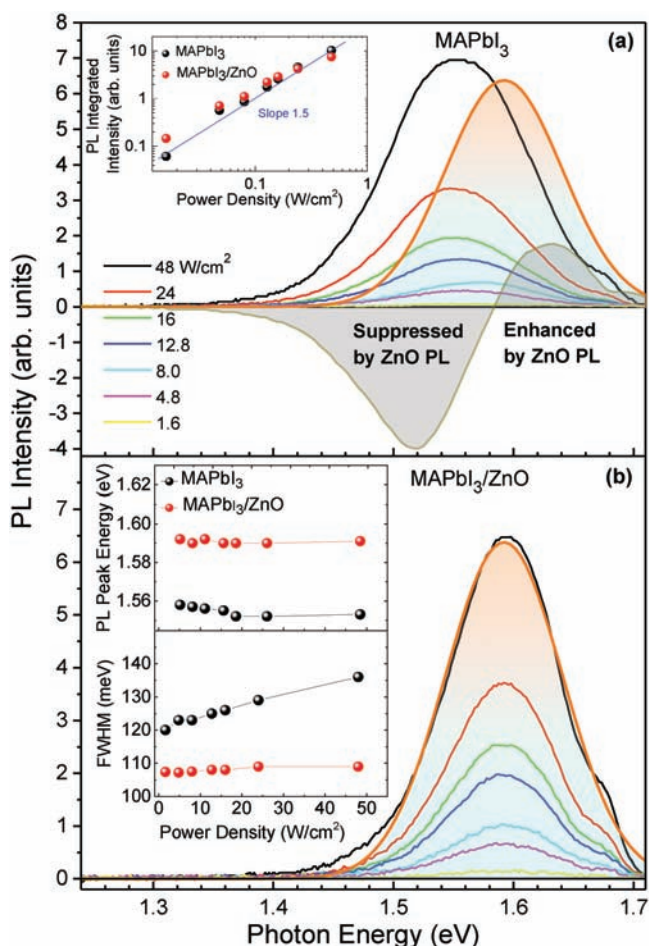 MAPbI₃
(a)
MAPbI₃
MAPbI₃/ZnO
Slope 1.5
PL Integrated
Intensity (arb. units)
10
1
0.1
0.1
1
Power Density (W/cm²)
7
6
5
4
3
2
1
0
-1
-2
-3
-4
48 W/cm²
24
16
12.8
8.0
4.8
1.6
Suppressed
by ZnO PL
Enhanced
by ZnO PL
PL Intensity (arb. units)
MAPbI₃/ZnO
(b)
7
6
5
4
3
2
1
0
MAPbI₃
MAPbI₃/ZnO
PL Peak Energy (eV)
1.62
1.60
1.58
1.56
FWHM
(meV)
140
130
120
110
100
0
10
20
30
40
50
Power Density (W/cm²)
1.3
1.4
1.5
1.6
1.7
Photon Energy (eV)